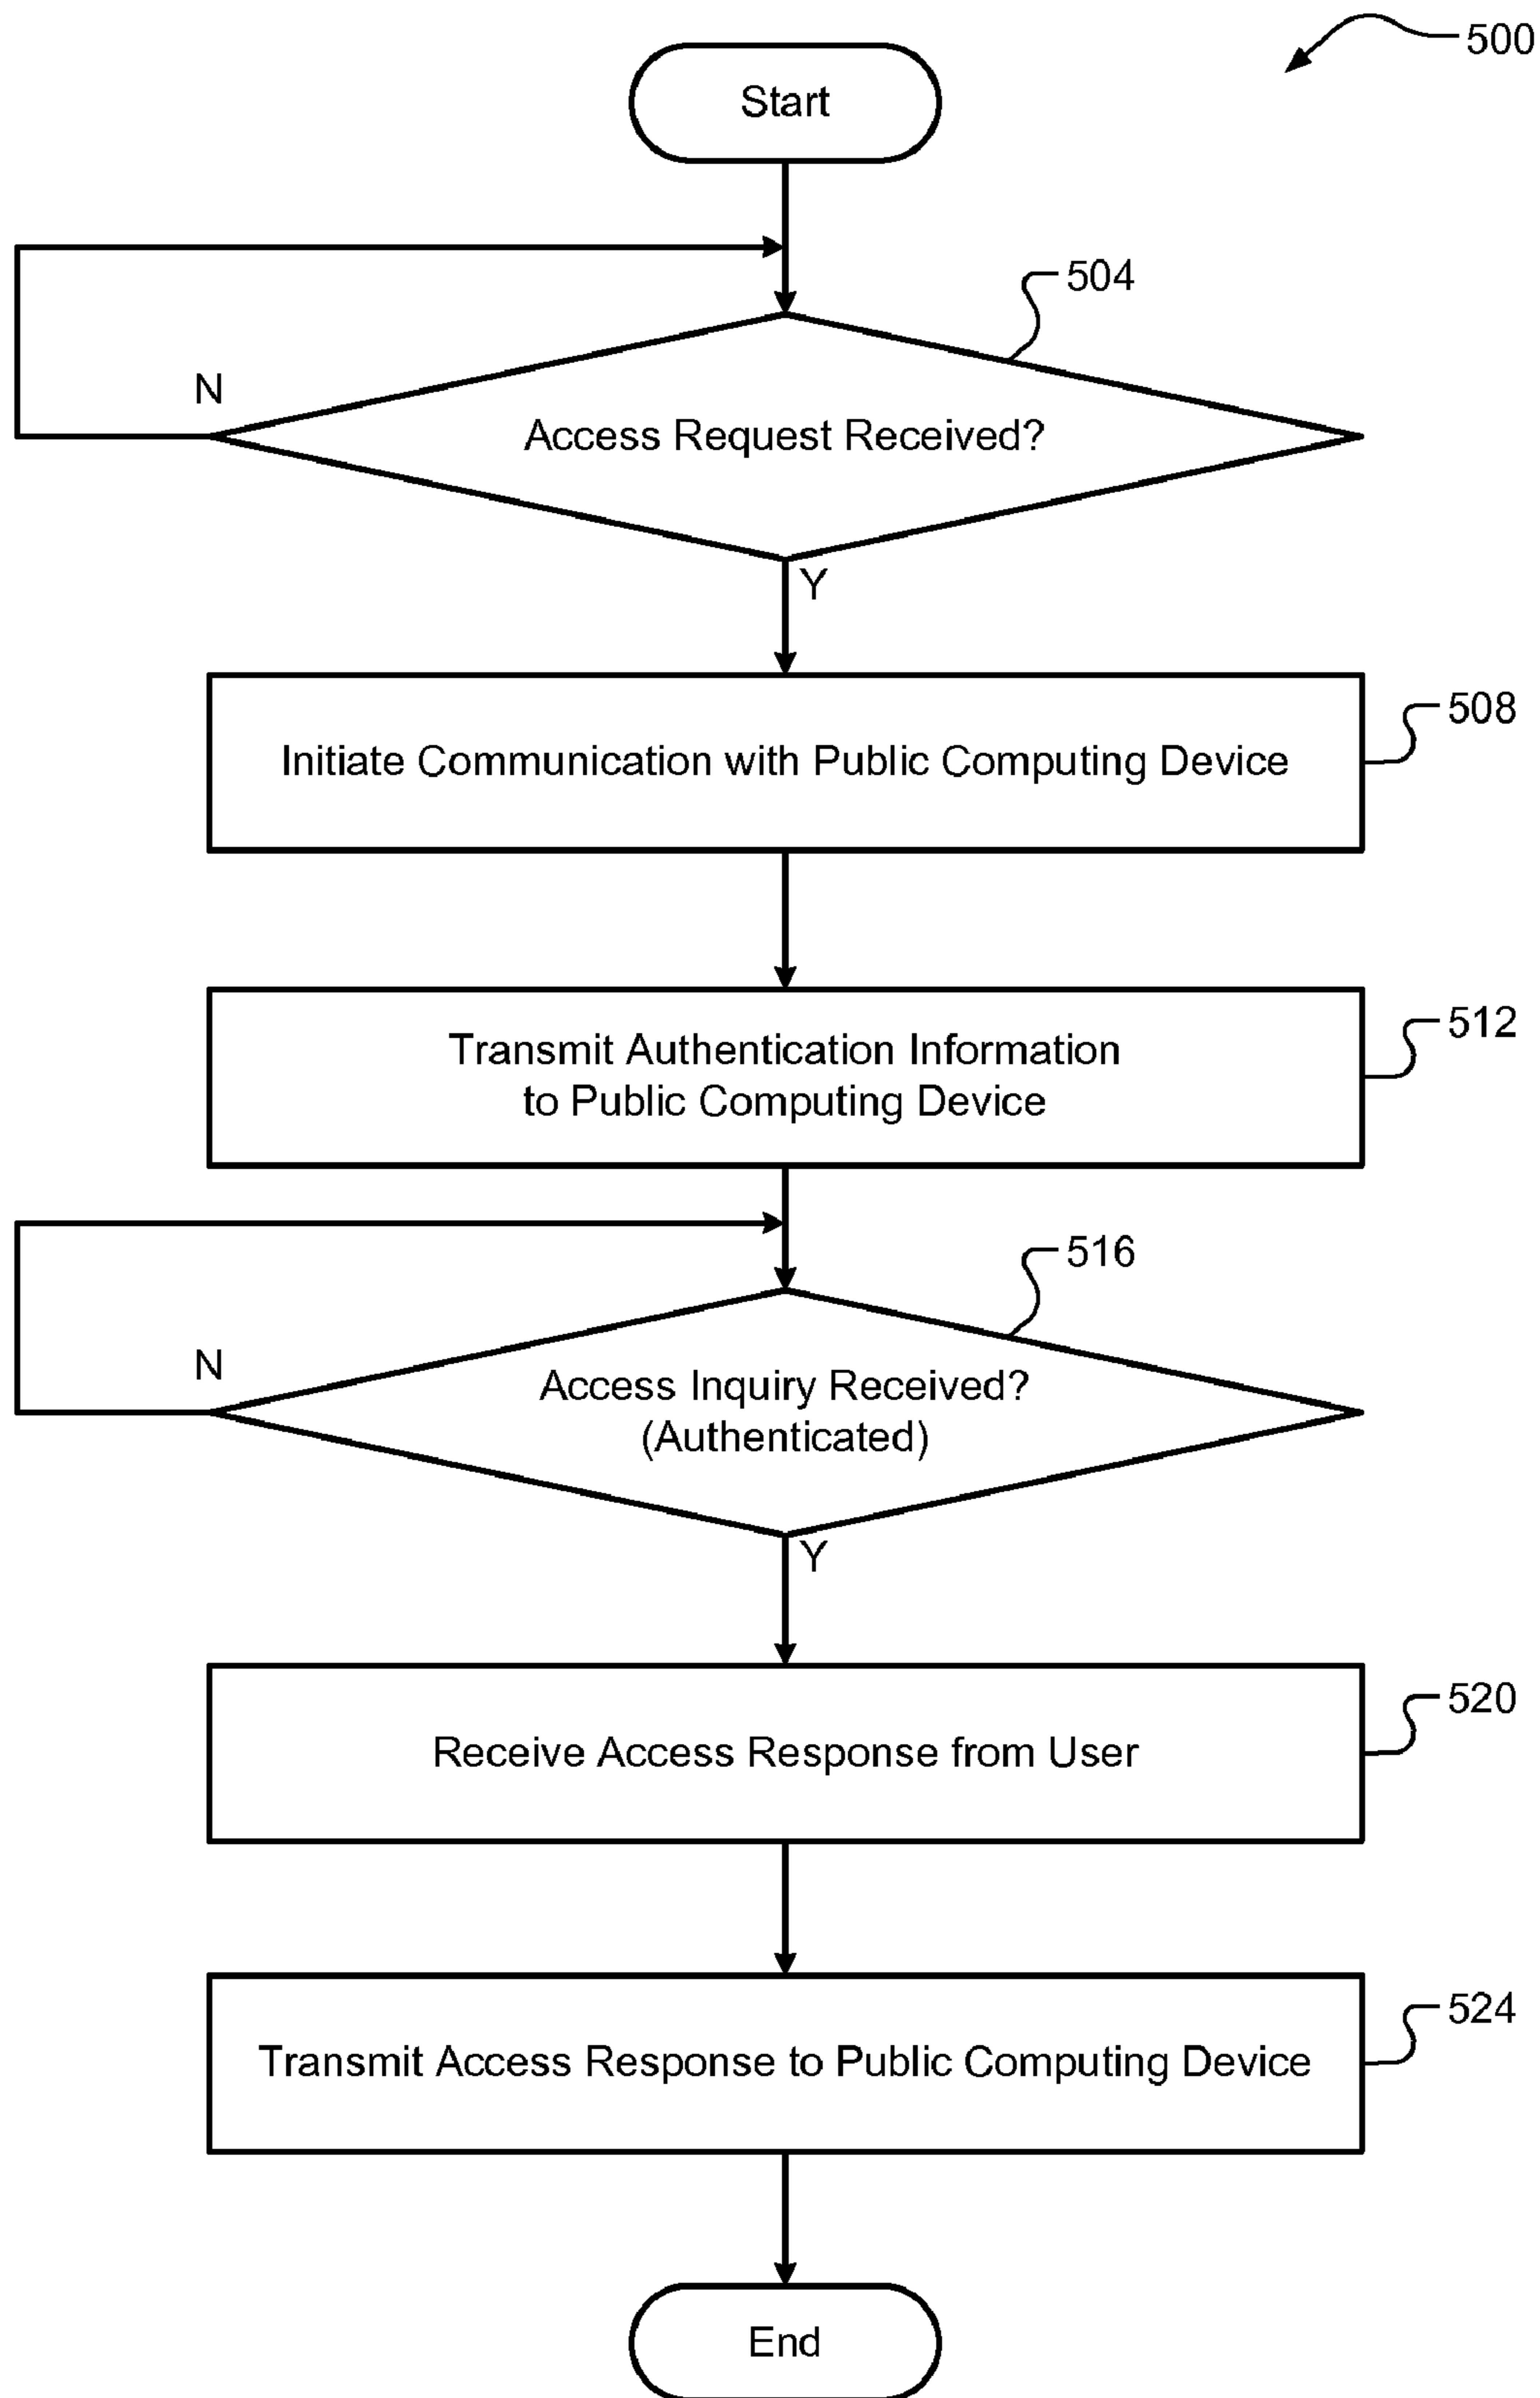 500
Start
504
N
Access Request Received?
Y
508
Initiate Communication with Public Computing Device
512
Transmit Authentication Information
to Public Computing Device
516
N
Access Inquiry Received?
(Authenticated)
Y
520
Receive Access Response from User
524
Transmit Access Response to Public Computing Device
End